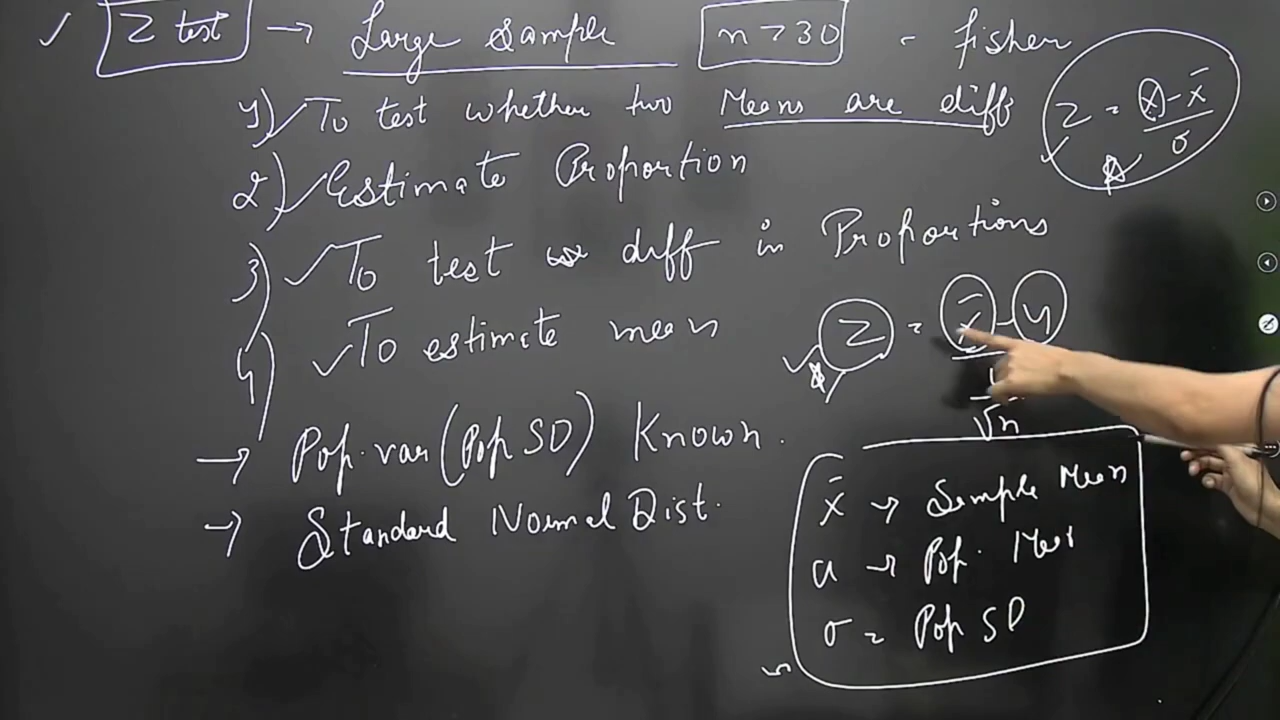 ✓ Z test → Large Sample n > 30 - fisher
1) ✓ To test whether two Means are diff
Z = x - x̄ / σ
2) ✓ Estimate Proportion
3) ✓ To test diff in Proportions
4) ✓ To estimate mean
Z = x̄ - μ / √n
→ Pop. var (Pop SD) Known.
→ Standard Normal Dist.
x̄ → Sample Mean
μ → Pop. Mean
σ = Pop SD